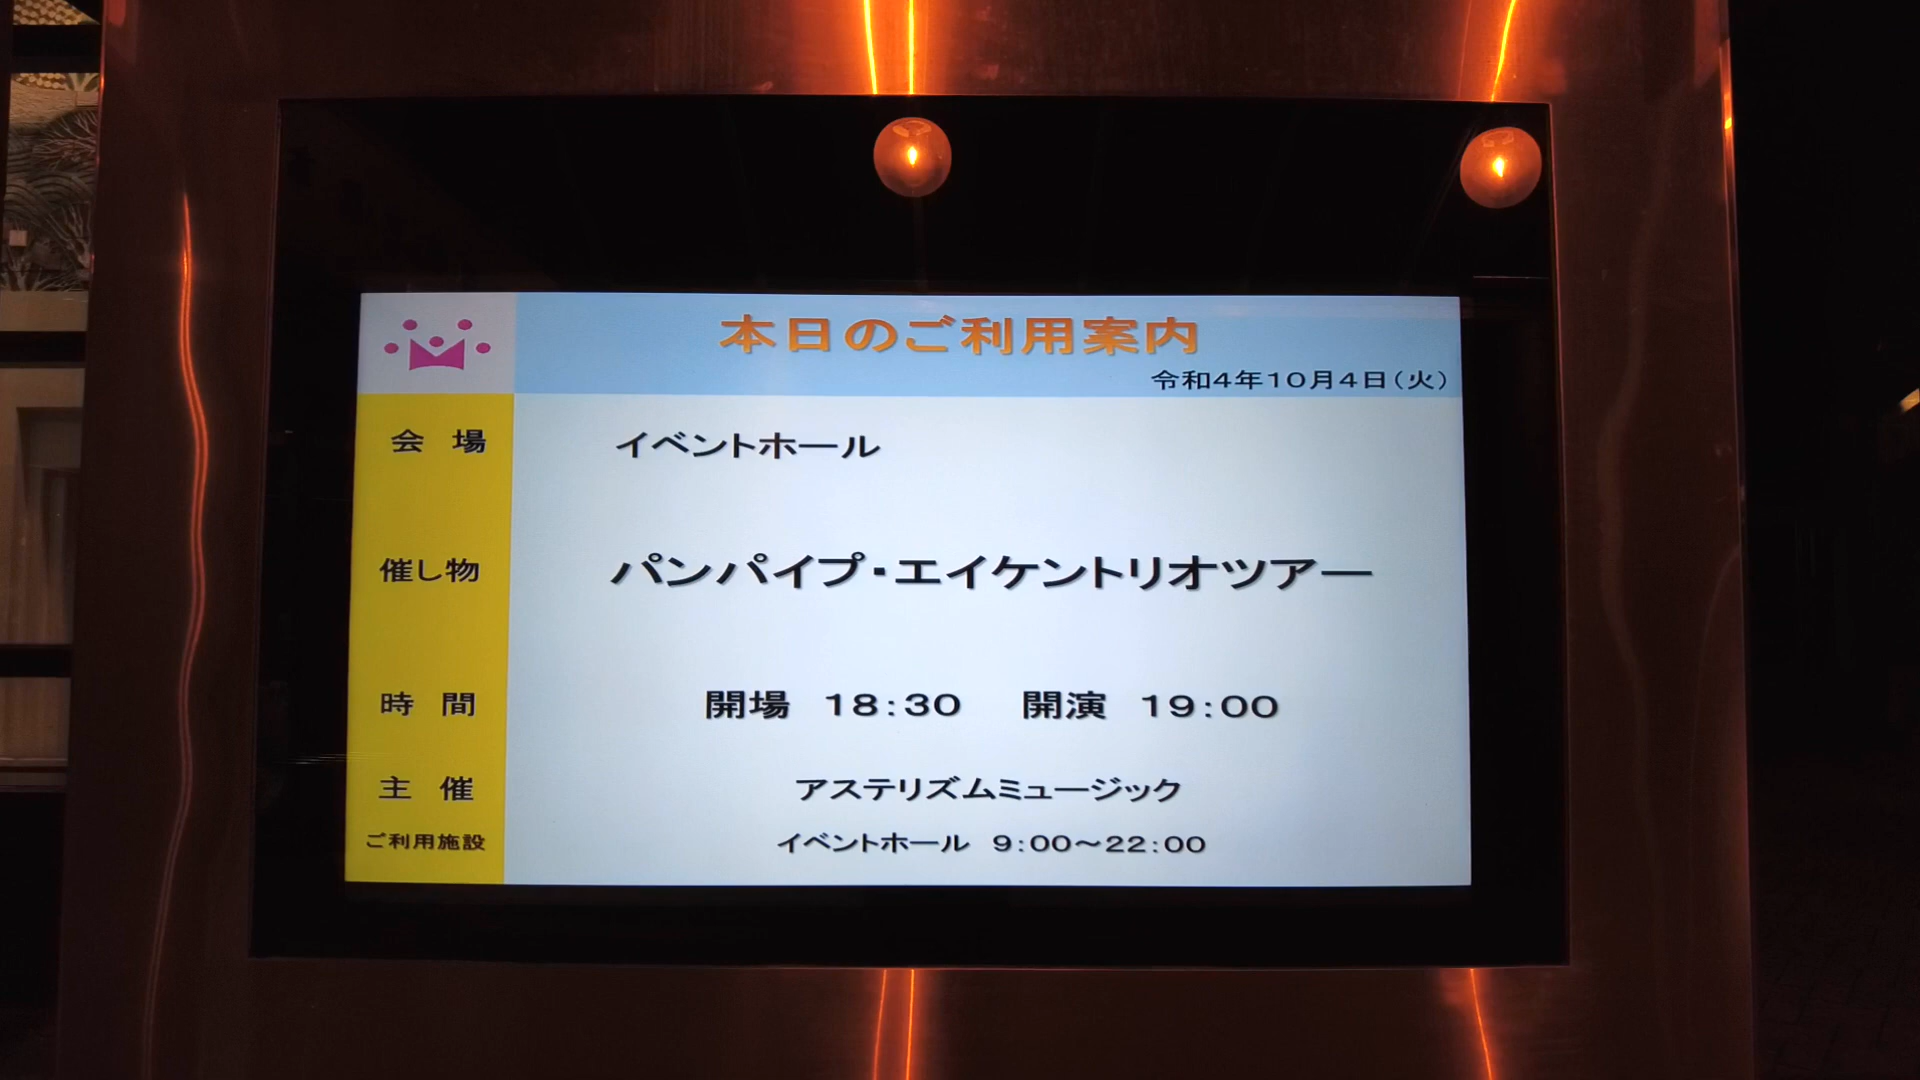 本日のご利用案内
令和4年10月4日(火)
会 場 イベントホール
催し物 パンパイプ・エイケントリオツアー
時 間 開場 18:30 開演 19:00
主 催 アステリズムミュージック
ご利用施設 イベントホール 9:00～22:00